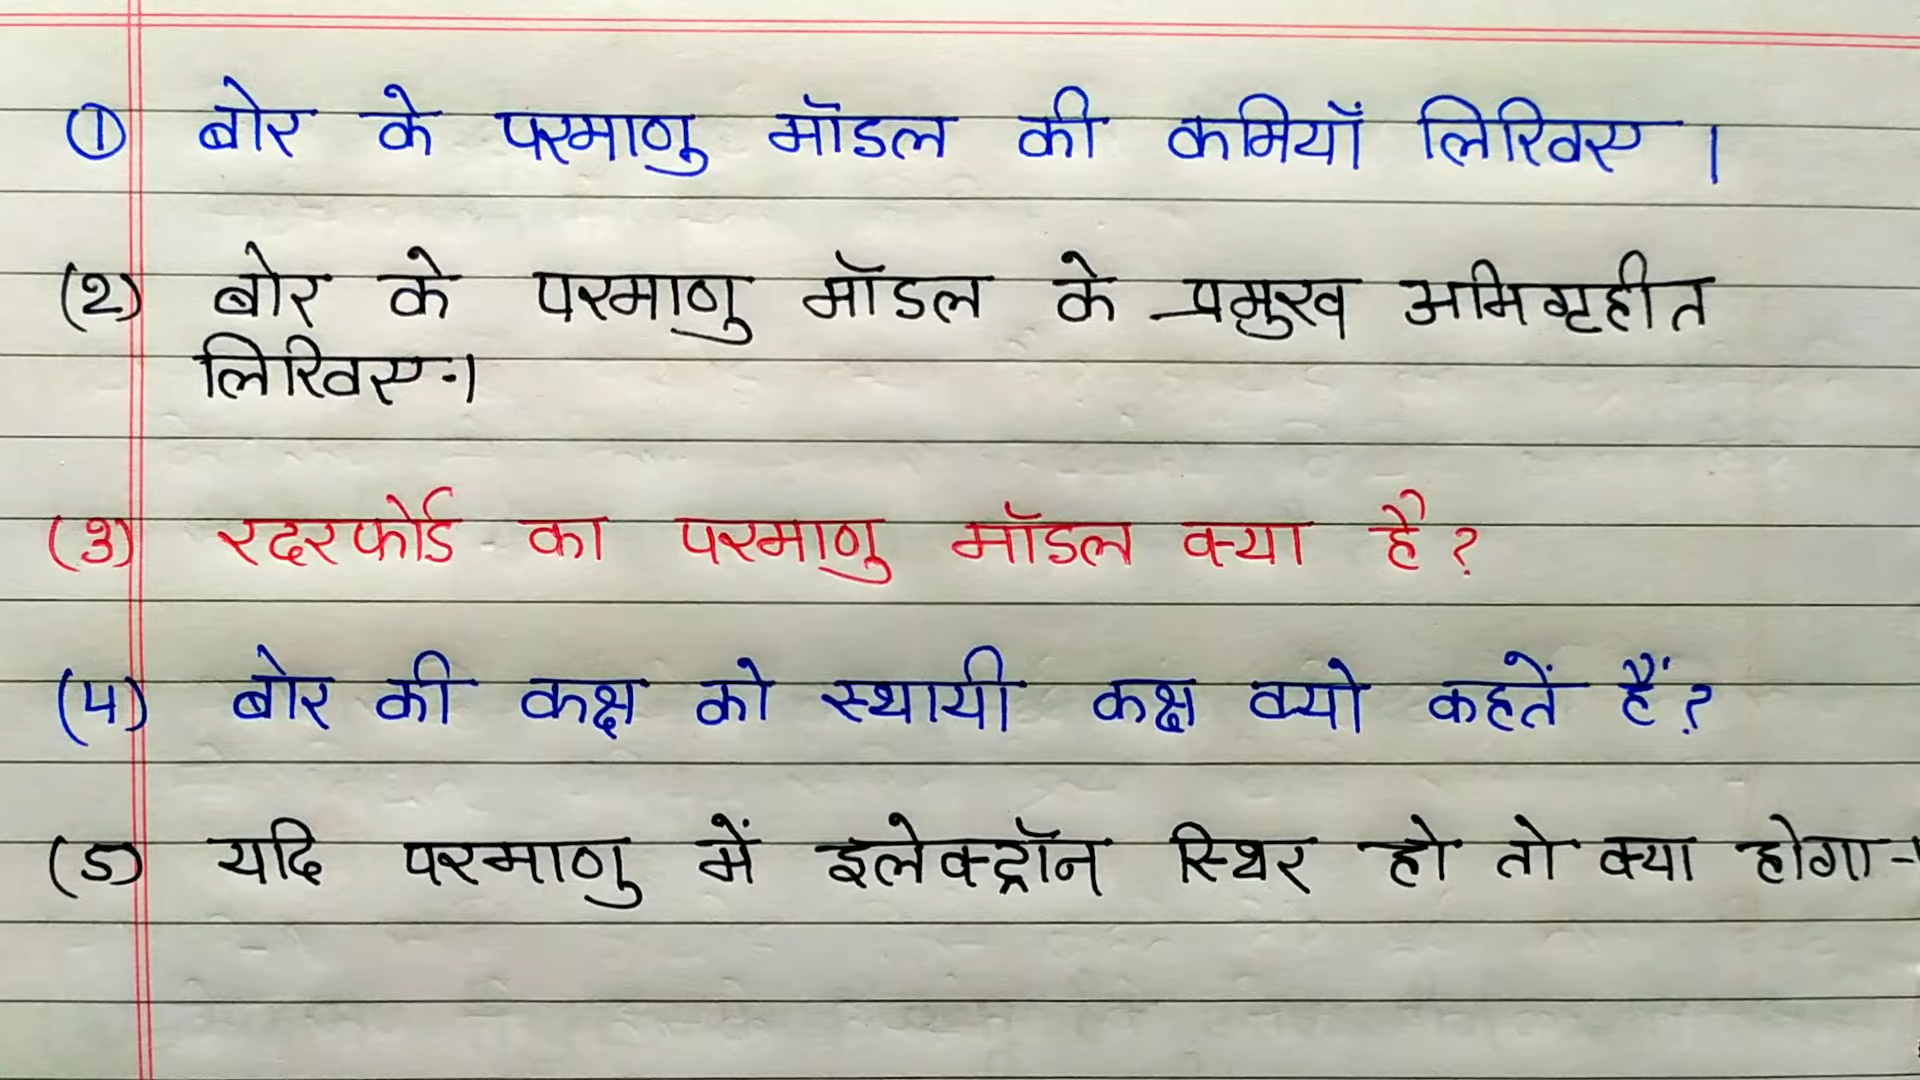 ① बोर के परमाणु मॉडल की कमियाँ लिखिए ।
(2) बोर के परमाणु मॉडल के प्रमुख अभिगृहीत
लिखिए-।
(3) रदरफोर्ड का परमाणु मॉडल क्या है?
(4) बोर की कक्ष को स्थायी कक्ष क्यो कहतें हैं?
(5) यदि परमाणु में इलेक्ट्रॉन स्थिर हो तो क्या होगा-